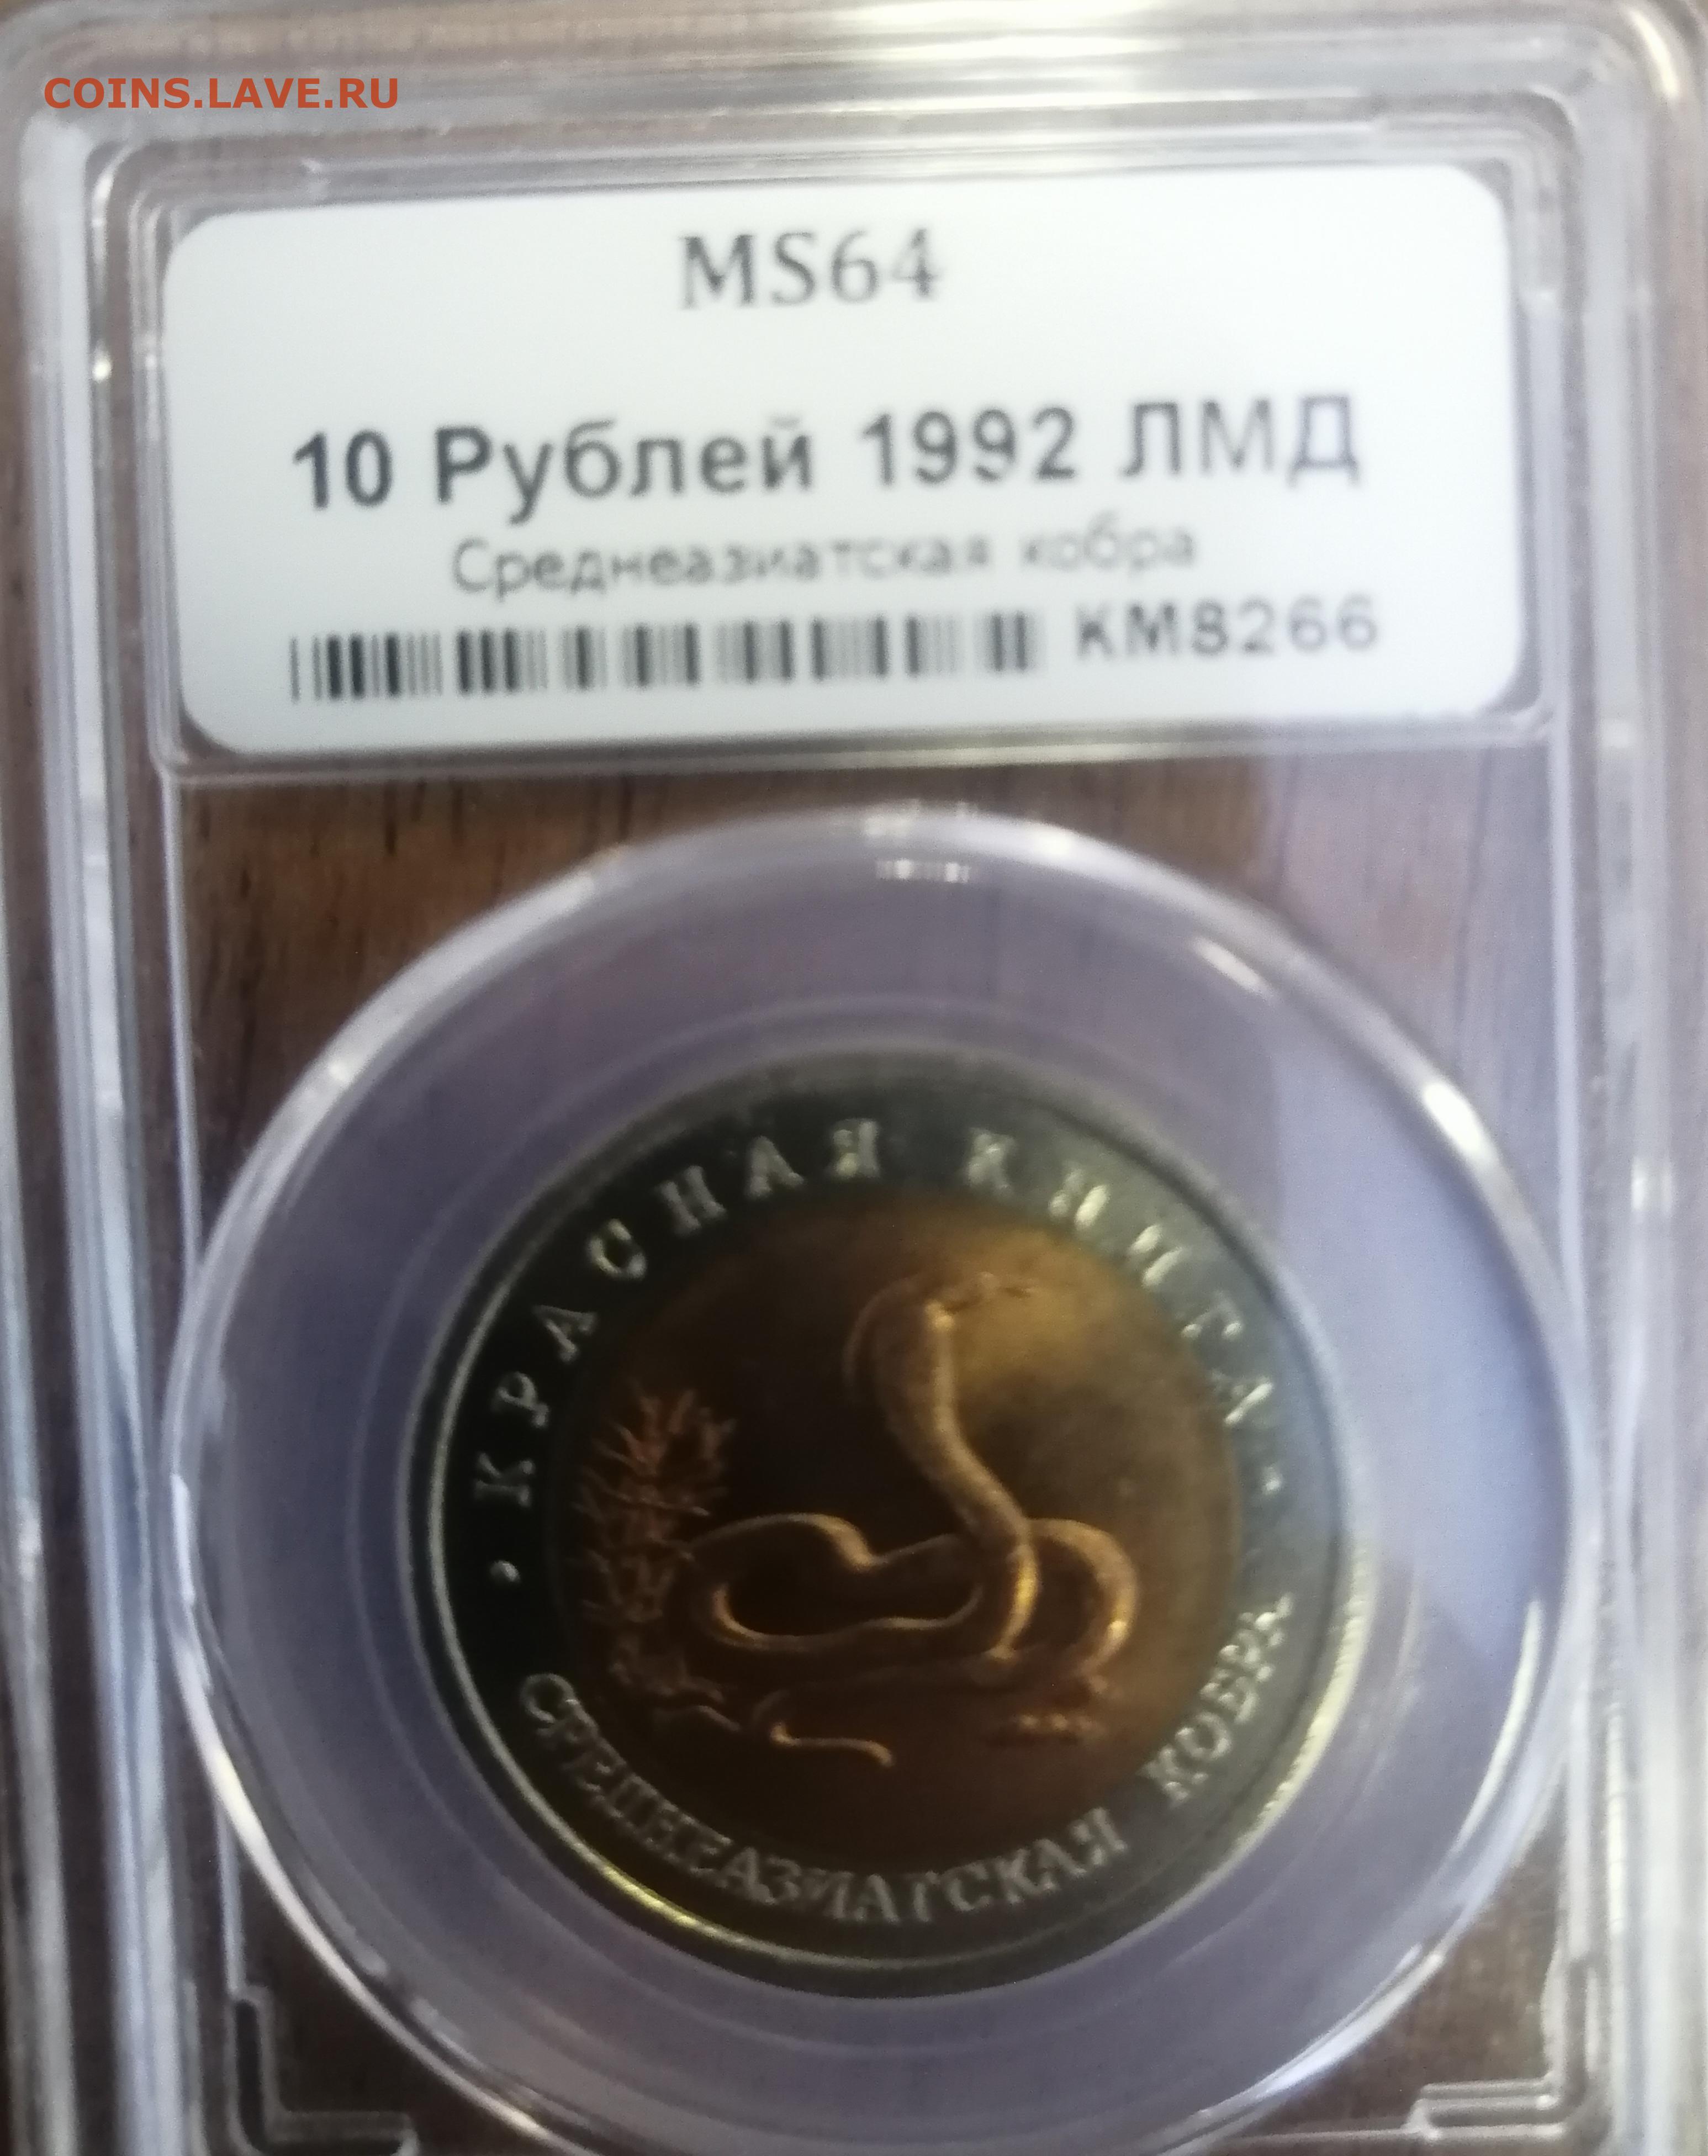 COINS.LAVE.RU
MS64
10 Рублей 1992 ЛМД
Среднеазиатская кобра
KM8266
• КРАСНАЯ КНИГА •
СРЕДНЕАЗИАТСКАЯ КОБРА